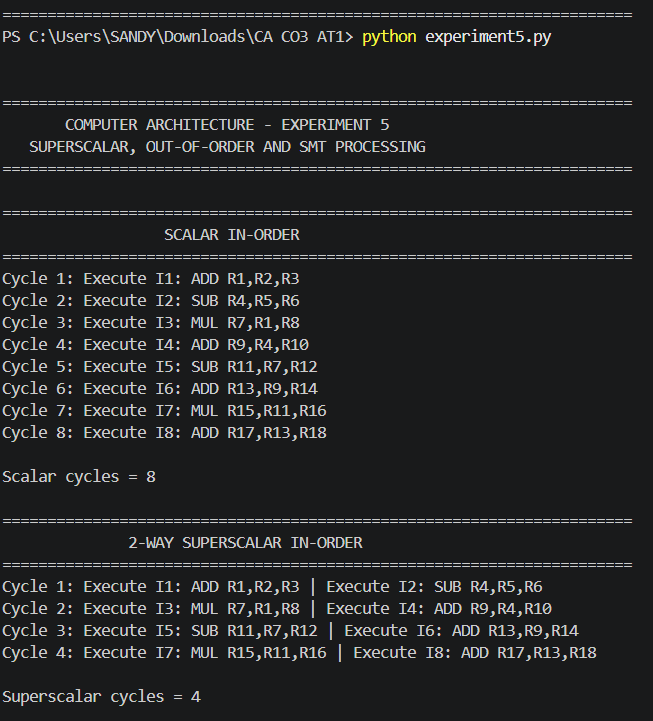 ======================================================================
PS C:\Users\SANDY\Downloads\CA CO3 AT1> python experiment5.py
======================================================================
COMPUTER ARCHITECTURE - EXPERIMENT 5
SUPERSCALAR, OUT-OF-ORDER AND SMT PROCESSING
======================================================================
======================================================================
SCALAR IN-ORDER
======================================================================
Cycle 1: Execute I1: ADD R1,R2,R3
Cycle 2: Execute I2: SUB R4,R5,R6
Cycle 3: Execute I3: MUL R7,R1,R8
Cycle 4: Execute I4: ADD R9,R4,R10
Cycle 5: Execute I5: SUB R11,R7,R12
Cycle 6: Execute I6: ADD R13,R9,R14
Cycle 7: Execute I7: MUL R15,R11,R16
Cycle 8: Execute I8: ADD R17,R13,R18
Scalar cycles = 8
======================================================================
2-WAY SUPERSCALAR IN-ORDER
======================================================================
Cycle 1: Execute I1: ADD R1,R2,R3 | Execute I2: SUB R4,R5,R6
Cycle 2: Execute I3: MUL R7,R1,R8 | Execute I4: ADD R9,R4,R10
Cycle 3: Execute I5: SUB R11,R7,R12 | Execute I6: ADD R13,R9,R14
Cycle 4: Execute I7: MUL R15,R11,R16 | Execute I8: ADD R17,R13,R18
Superscalar cycles = 4